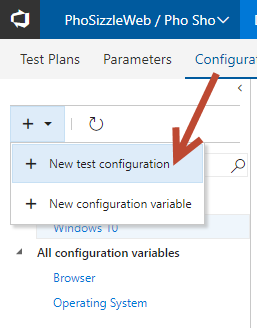 PhoSizzleWeb / Pho Sho
Test Plans Parameters Configura
New test configuration
New configuration variable
Windows 10
All configuration variables
Browser
Operating System